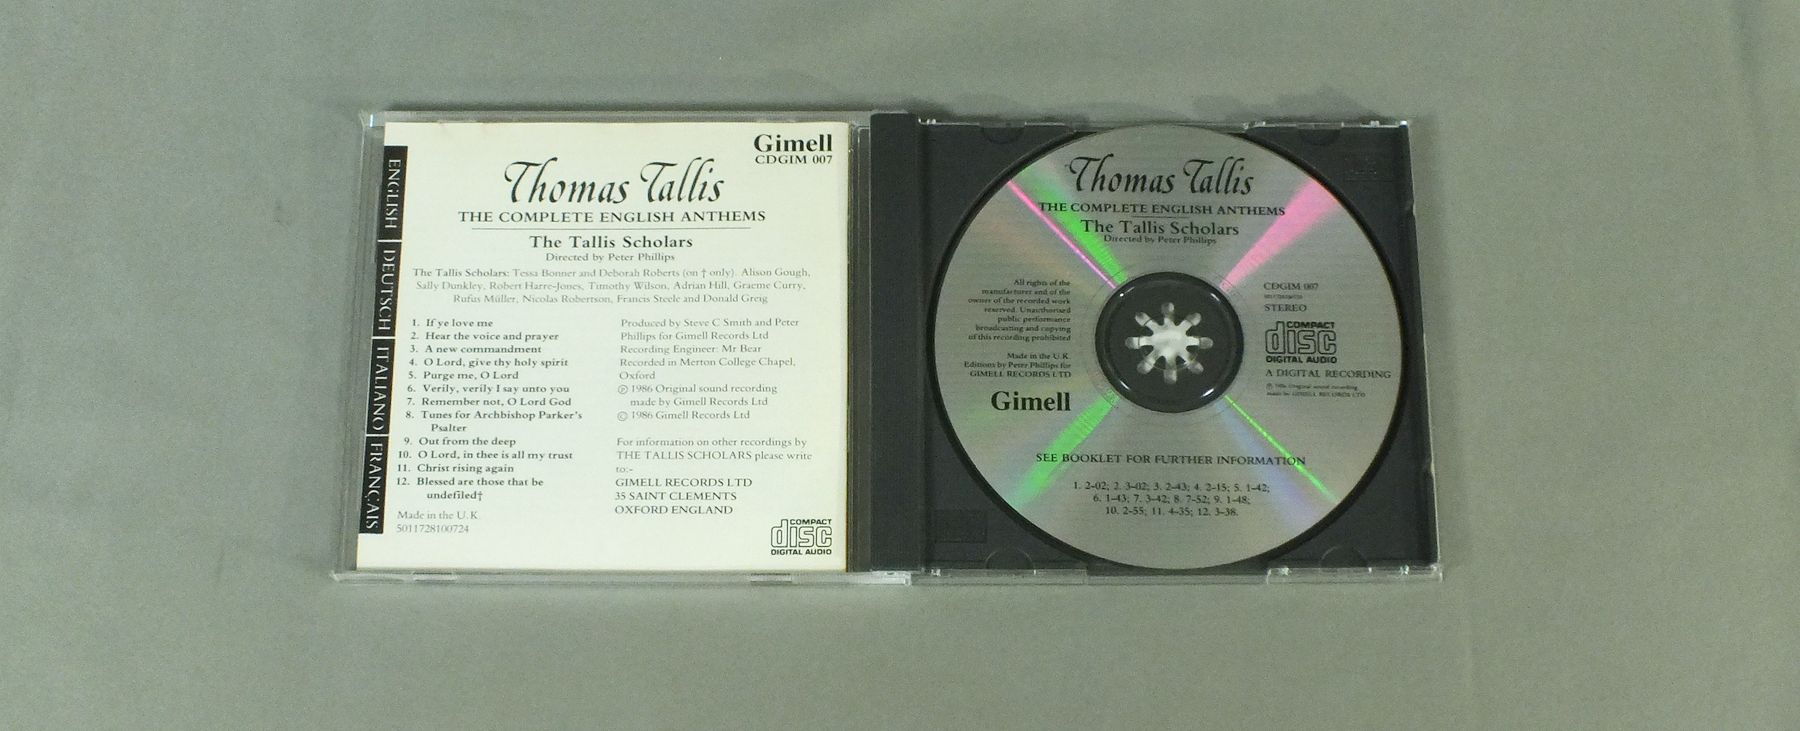 Gimell
CDGIM 007
Thomas Tallis
THE COMPLETE ENGLISH ANTHEMS
The Tallis Scholars
Directed by Peter Phillips
The Tallis Scholars: Tessa Bonner and Deborah Roberts (on † only). Alison Gough,
Sally Dunkley, Robert Harre-Jones, Timothy Wilson, Adrian Hill, Graeme Curry,
Rufus Müller, Nicolas Robertson, Francis Steele and Donald Greig
1. If ye love me
2. Hear the voice and prayer
3. A new commandment
4. O Lord, give thy holy spirit
5. Purge me, O Lord
6. Verily, verily I say unto you
7. Remember not, O Lord God
8. Tunes for Archbishop Parker's
Psalter
9. Out from the deep
10. O Lord, in thee is all my trust
11. Christ rising again
12. Blessed are those that be
undefiled†
Made in the U.K.
5011728100724
Produced by Steve C Smith and Peter
Phillips for Gimell Records Ltd
Recording Engineer: Mr Bear
Recorded in Merton College Chapel,
Oxford
℗ 1986 Original sound recording
made by Gimell Records Ltd
© 1986 Gimell Records Ltd
For information on other recordings by
THE TALLIS SCHOLARS please write
to:-
GIMELL RECORDS LTD
35 SAINT CLEMENTS
OXFORD ENGLAND
COMPACT
disc
DIGITAL AUDIO
ENGLISH
DEUTSCH
ITALIANO
FRANÇAIS
Thomas Tallis
THE COMPLETE ENGLISH ANTHEMS
The Tallis Scholars
Directed by Peter Phillips
All rights of the
manufacturer and of the
owner of the recorded work
reserved. Unauthorised
public performance
broadcasting and copying
of this recording prohibited
Made in the U.K.
Editions by Peter Phillips for
GIMELL RECORDS LTD
Gimell
CDGIM 007
STEREO
COMPACT
disc
DIGITAL AUDIO
A DIGITAL RECORDING
℗ 1986 Original sound recording
made by GIMELL RECORDS LTD
SEE BOOKLET FOR FURTHER INFORMATION
1. 2-02; 2. 3-02; 3. 2-43; 4. 2-15; 5. 1-42;
6. 1-43; 7. 3-42; 8. 7-52; 9. 1-48;
10. 2-55; 11. 4-35; 12. 3-38.